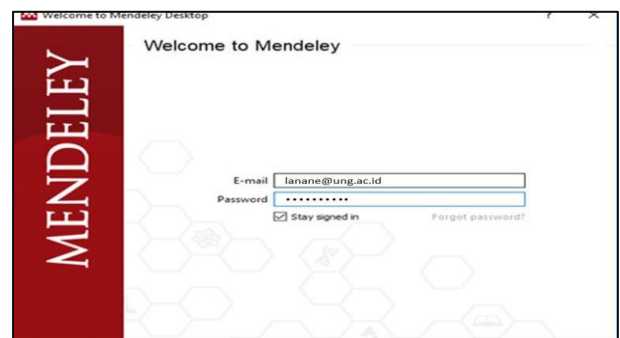 Welcome to Mendeley Desktop ? ×
Welcome to Mendeley
MENDELEY
E-mail lanane@ung.ac.id
Password ••••••••••
Stay signed in Forgot password?